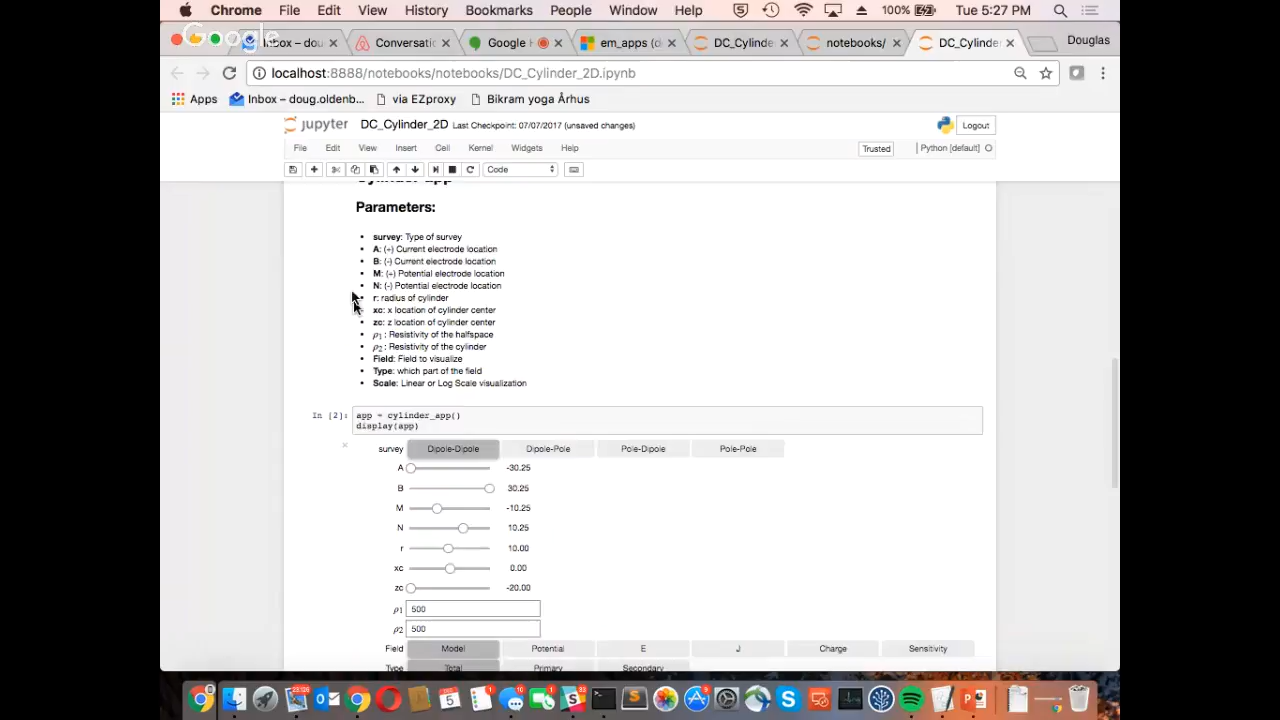 Chrome File Edit View History Bookmarks People Window Help 100% Tue 5:27 PM
Google
Inbox – dou Conversatic Google H em_apps (d DC_Cylinde notebooks/ DC_Cylinde Douglas
localhost:8888/notebooks/notebooks/DC_Cylinder_2D.ipynb
Apps Inbox – doug.oldenb... via EZproxy Bikram yoga Århus
jupyter DC_Cylinder_2D Last Checkpoint: 07/07/2017 (unsaved changes) Logout
File Edit View Insert Cell Kernel Widgets Help Trusted Python [default]
Code
Parameters:
survey: Type of survey
A: (+) Current electrode location
B: (-) Current electrode location
M: (+) Potential electrode location
N: (-) Potential electrode location
r: radius of cylinder
xc: x location of cylinder center
zc: z location of cylinder center
ρ1: Resistivity of the halfspace
ρ2: Resistivity of the cylinder
Field: Field to visualize
Type: which part of the field
Scale: Linear or Log Scale visualization
In [2]: app = cylinder_app()
display(app)
survey Dipole-Dipole Dipole-Pole Pole-Dipole Pole-Pole
A -30.25
B 30.25
M -10.25
N 10.25
r 10.00
xc 0.00
zc -20.00
ρ1 500
ρ2 500
Field Model Potential E J Charge Sensitivity
Type Total Primary Secondary